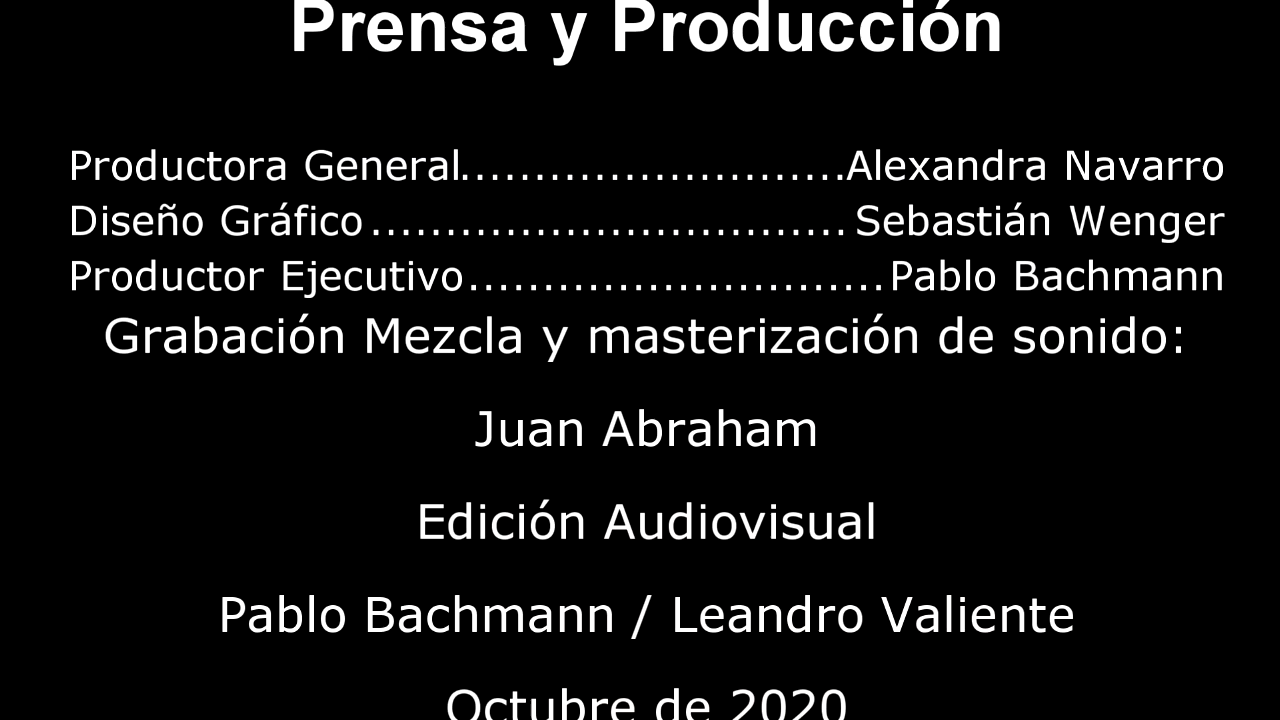 Prensa y Producción
Productora General..........................Alexandra Navarro
Diseño Gráfico................................Sebastián Wenger
Productor Ejecutivo............................Pablo Bachmann
Grabación Mezcla y masterización de sonido:
Juan Abraham
Edición Audiovisual
Pablo Bachmann / Leandro Valiente
Octubre de 2020